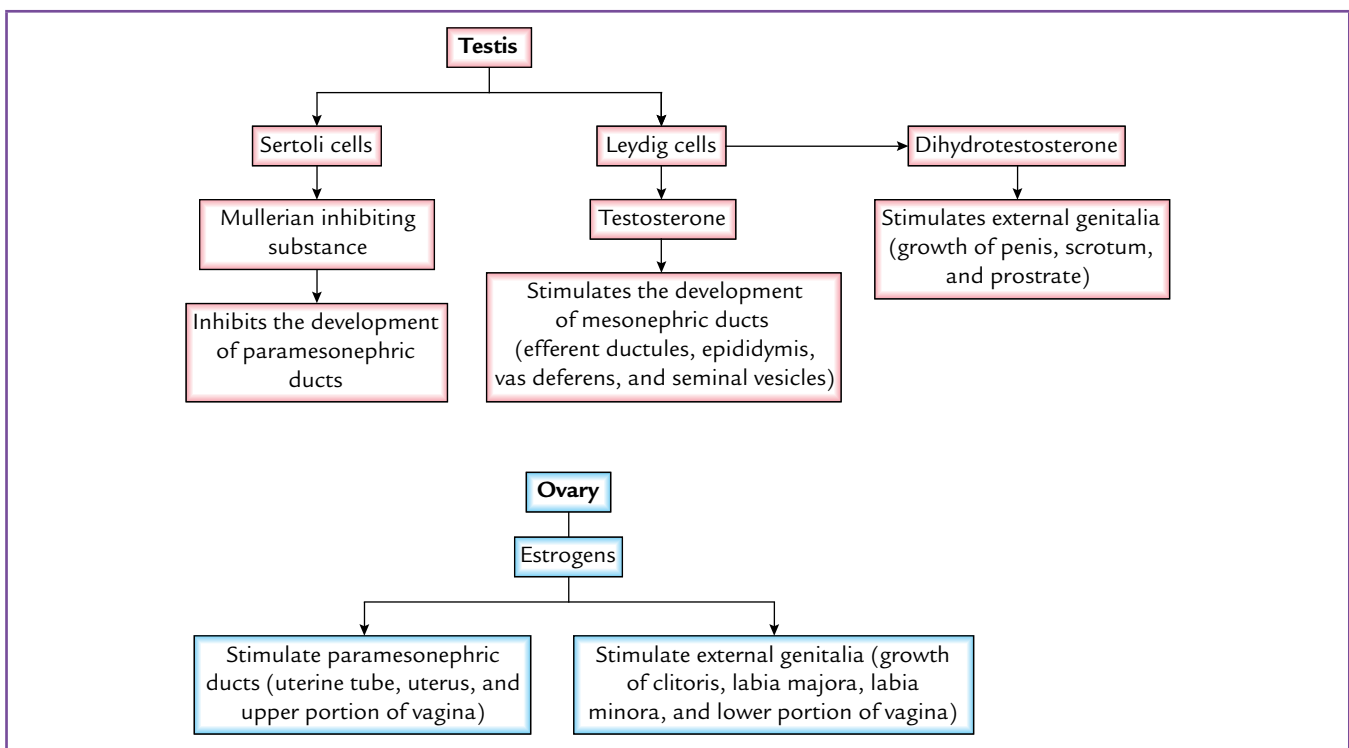 Testis
Sertoli cells
Leydig cells
Dihydrotestosterone
Mullerian inhibiting
substance
Testosterone
Stimulates external genitalia
(growth of penis, scrotum,
and prostrate)
Inhibits the development
of paramesonephric
ducts
Stimulates the development
of mesonephric ducts
(efferent ductules, epididymis,
vas deferens, and seminal vesicles)
Ovary
Estrogens
Stimulate paramesonephric
ducts (uterine tube, uterus, and
upper portion of vagina)
Stimulate external genitalia (growth
of clitoris, labia majora, labia
minora, and lower portion of vagina)